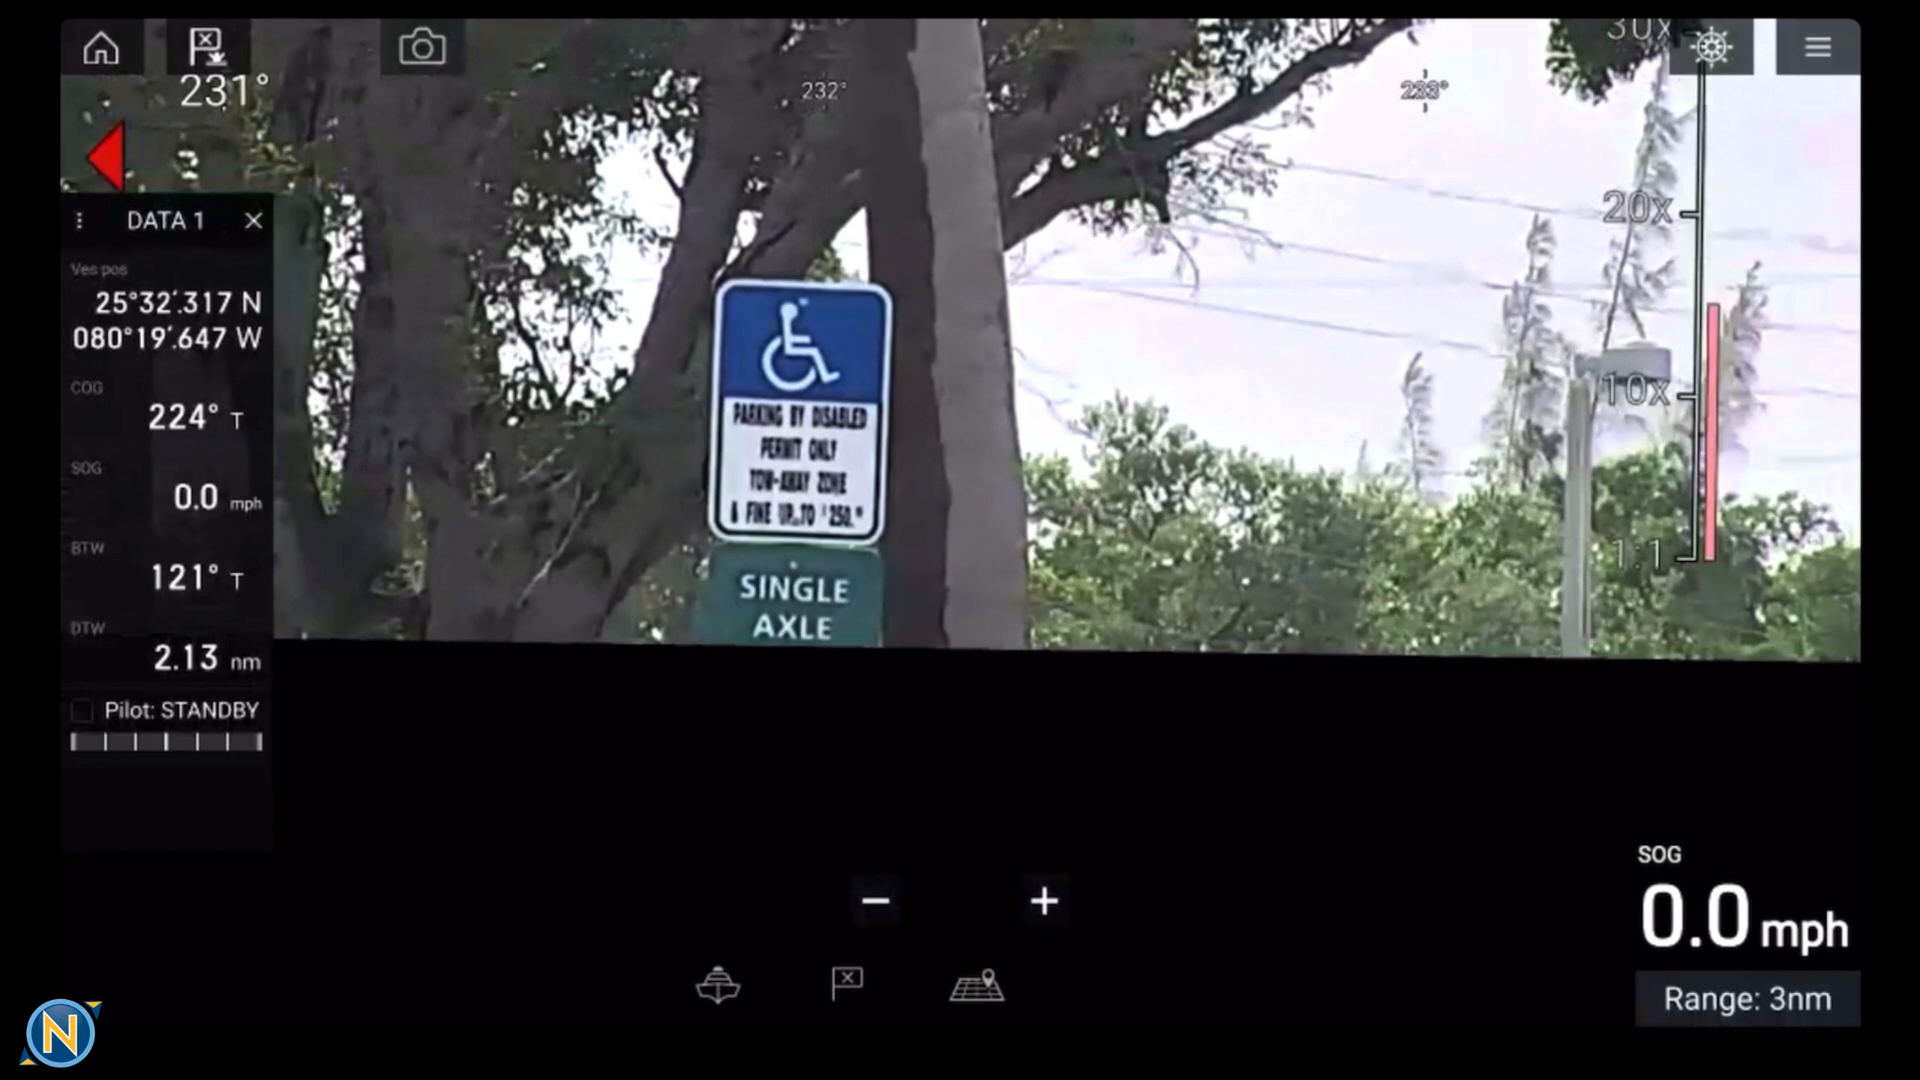 30x
231°
232°
233°
DATA 1
Ves pos
25°32'.317 N
080°19'.647 W
COG
224° T
SOG
0.0 mph
BTW
121° T
DTW
2.13 nm
Pilot: STANDBY
20x
10x
1:1
PARKING BY DISABLED
PERMIT ONLY
TOW-AWAY ZONE
& FINE UP TO $250.00
SINGLE
AXLE
SOG
0.0 mph
Range: 3nm
N